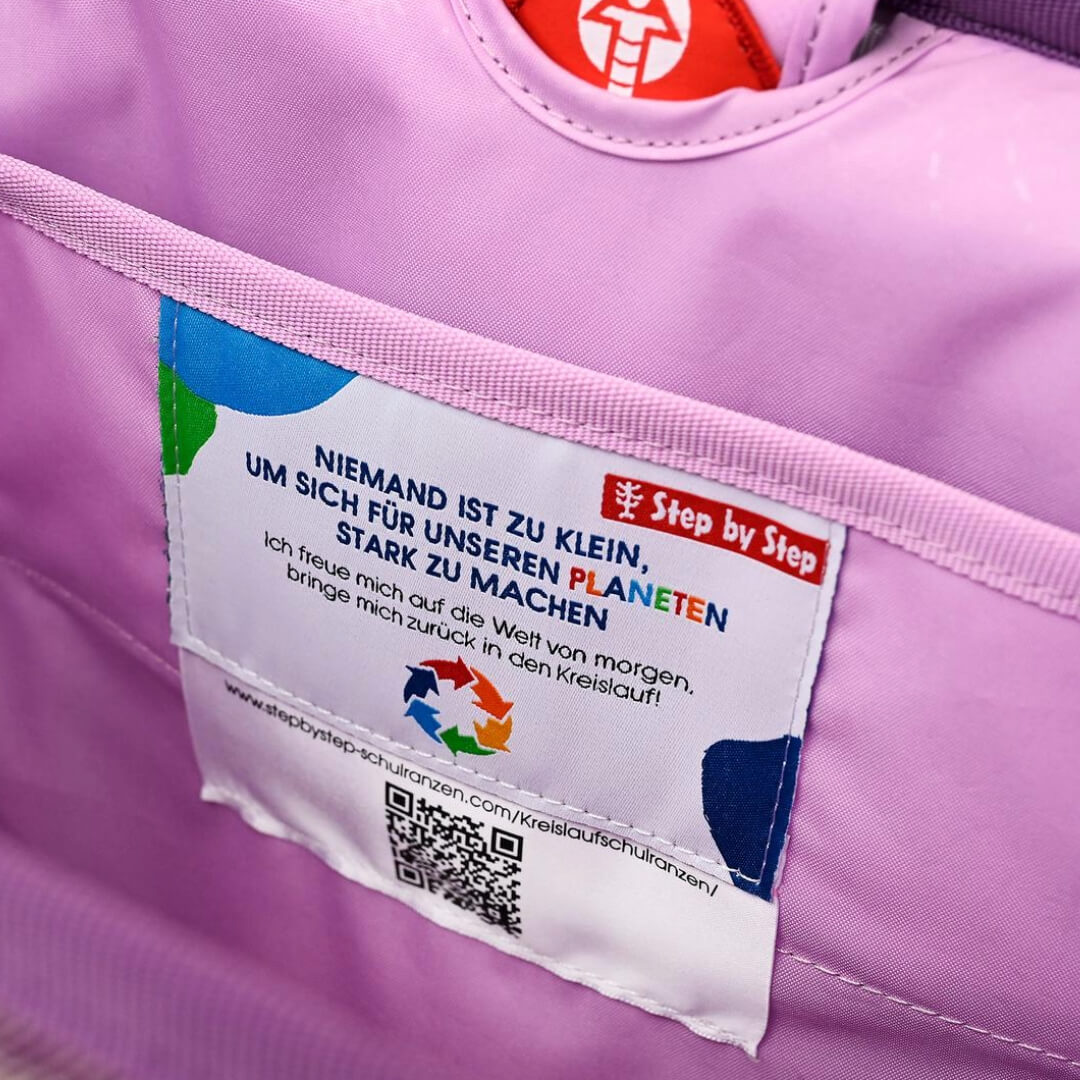 NIEMAND IST ZU KLEIN,
UM SICH FÜR UNSEREN PLANETEN
STARK ZU MACHEN
Step by Step
Ich freue mich auf die Welt von morgen,
bringe mich zurück in den Kreislauf!
www.stepbystep-schulranzen.com/Kreislaufschulranzen/